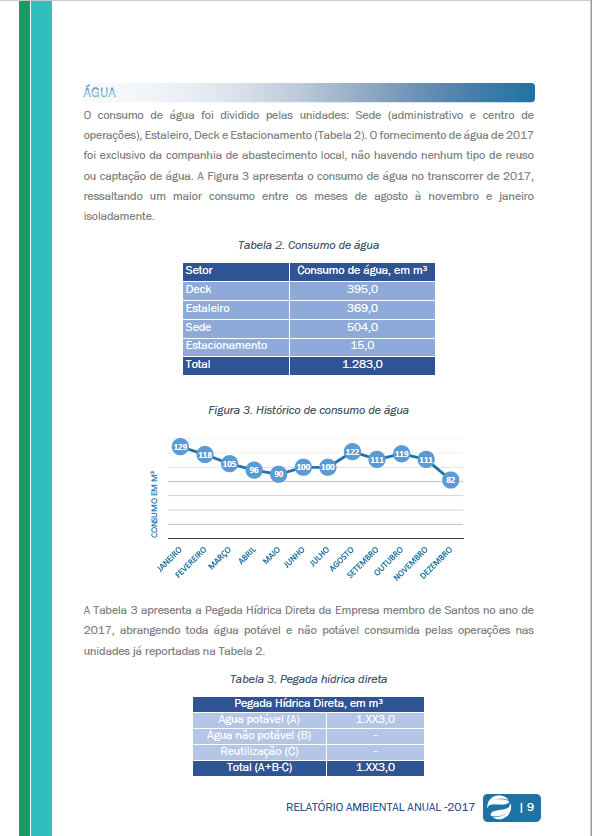 ÁGUA
O consumo de água foi dividido pelas unidades: Sede (administrativo e centro de
operações), Estaleiro, Deck e Estacionamento (Tabela 2). O fornecimento de água de 2017
foi exclusivo da companhia de abastecimento local, não havendo nenhum tipo de reuso
ou captação de água. A Figura 3 apresenta o consumo de água no transcorrer de 2017,
ressaltando um maior consumo entre os meses de agosto à novembro e janeiro
isoladamente.
Tabela 2. Consumo de água
Setor Consumo de água, em m³
Deck 395,0
Estaleiro 369,0
Sede 504,0
Estacionamento 15,0
Total 1.283,0
Figura 3. Histórico de consumo de água
CONSUMO EM M³
129 118 105 96 90 100 100 122 111 119 111 82
JANEIRO FEVEREIRO MARÇO ABRIL MAIO JUNHO JULHO AGOSTO SETEMBRO OUTUBRO NOVEMBRO DEZEMBRO
A Tabela 3 apresenta a Pegada Hídrica Direta da Empresa membro de Santos no ano de
2017, abrangendo toda água potável e não potável consumida pelas operações nas
unidades já reportadas na Tabela 2.
Tabela 3. Pegada hídrica direta
Pegada Hídrica Direta, em m³
Água potável (A) 1.XX3,0
Água não potável (B) -
Reutilização (C) -
Total (A+B-C) 1.XX3,0
RELATÓRIO AMBIENTAL ANUAL -2017 | 9